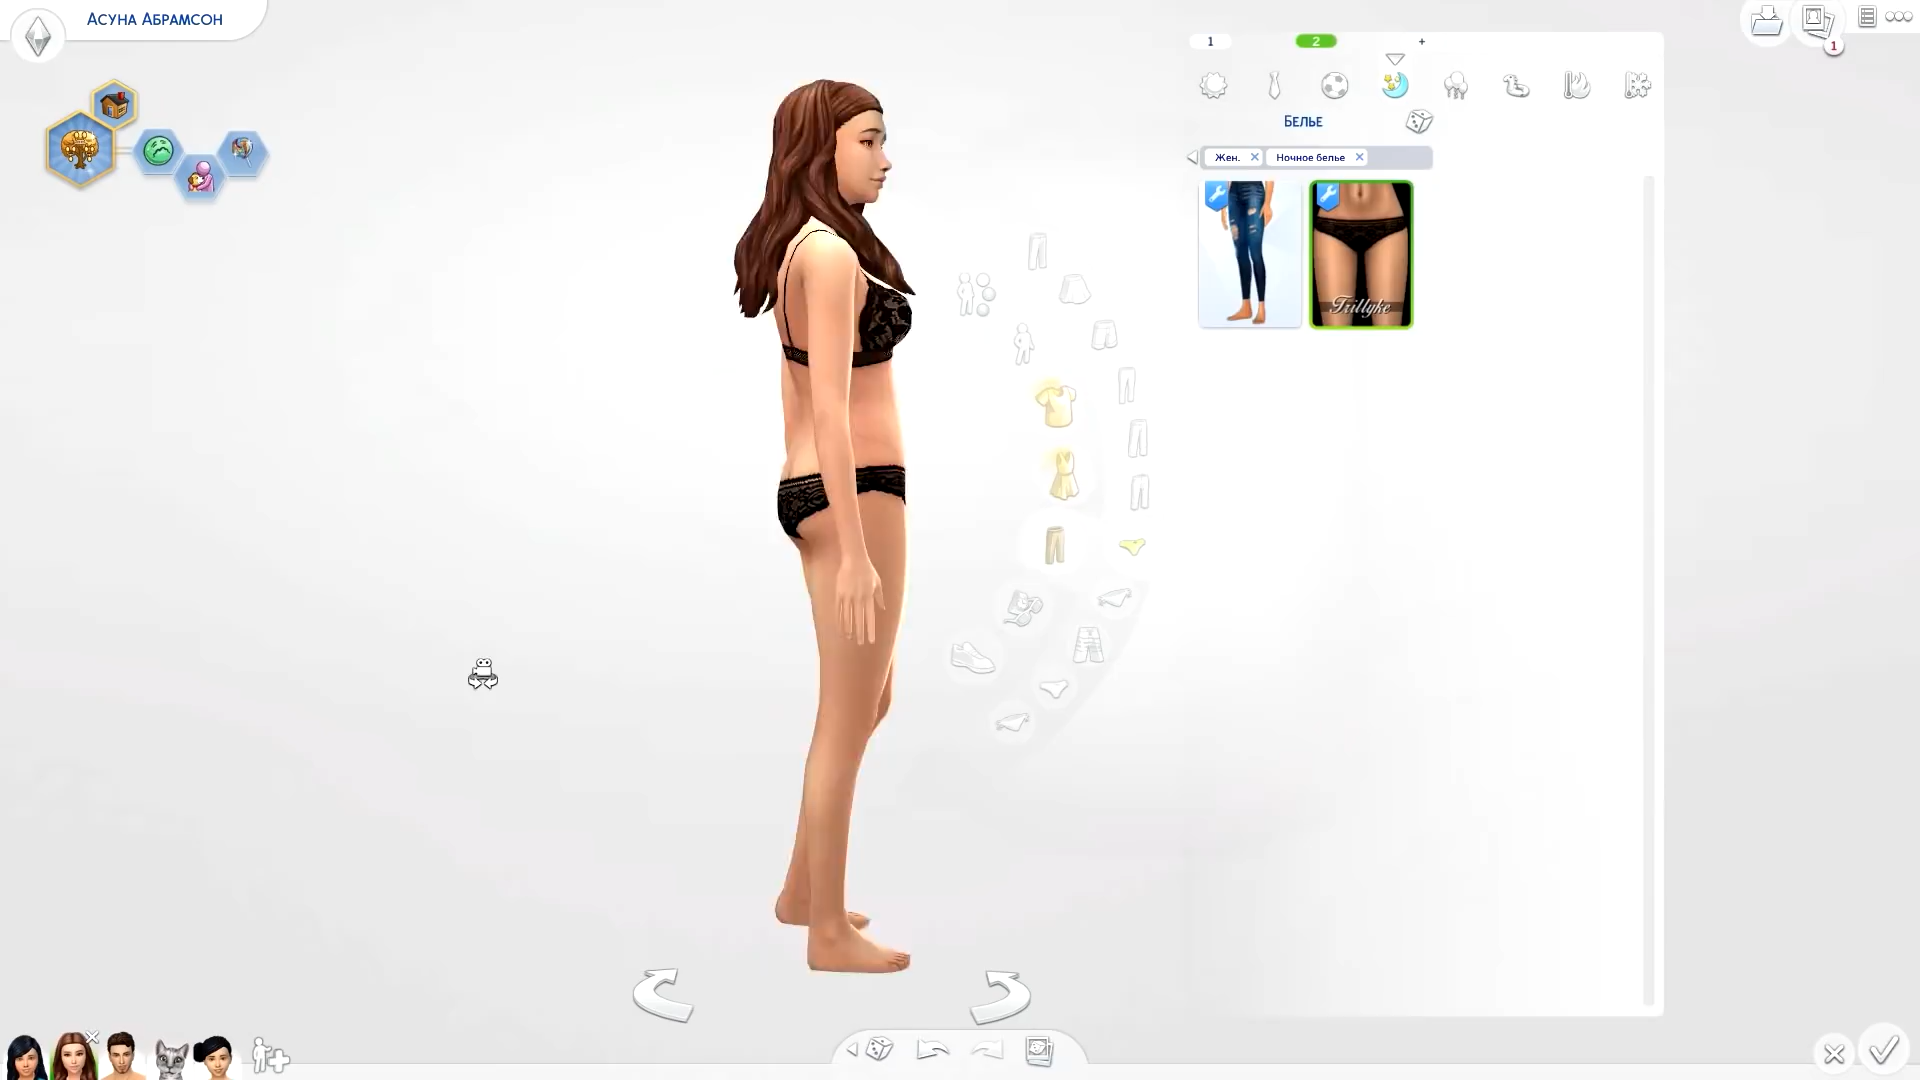 Асуна Абрамсон
1
2
+
1
Белье
Жен.
Ночное белье
Trillyke